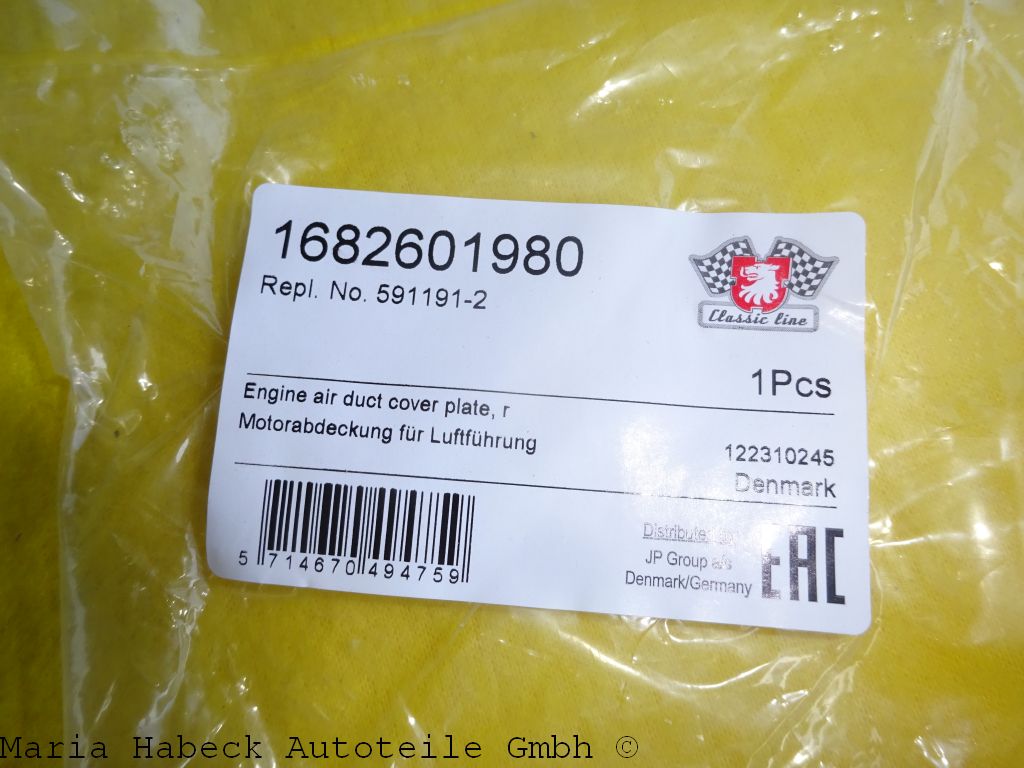 1682601980
Repl. No. 591191-2
Classic line
1Pcs
Engine air duct cover plate, r
Motorabdeckung für Luftführung
122310245
Denmark
5 714670 494759
Distributed by
JP Group a/s
Denmark/Germany
EAC
Maria Habeck Autoteile Gmbh ©